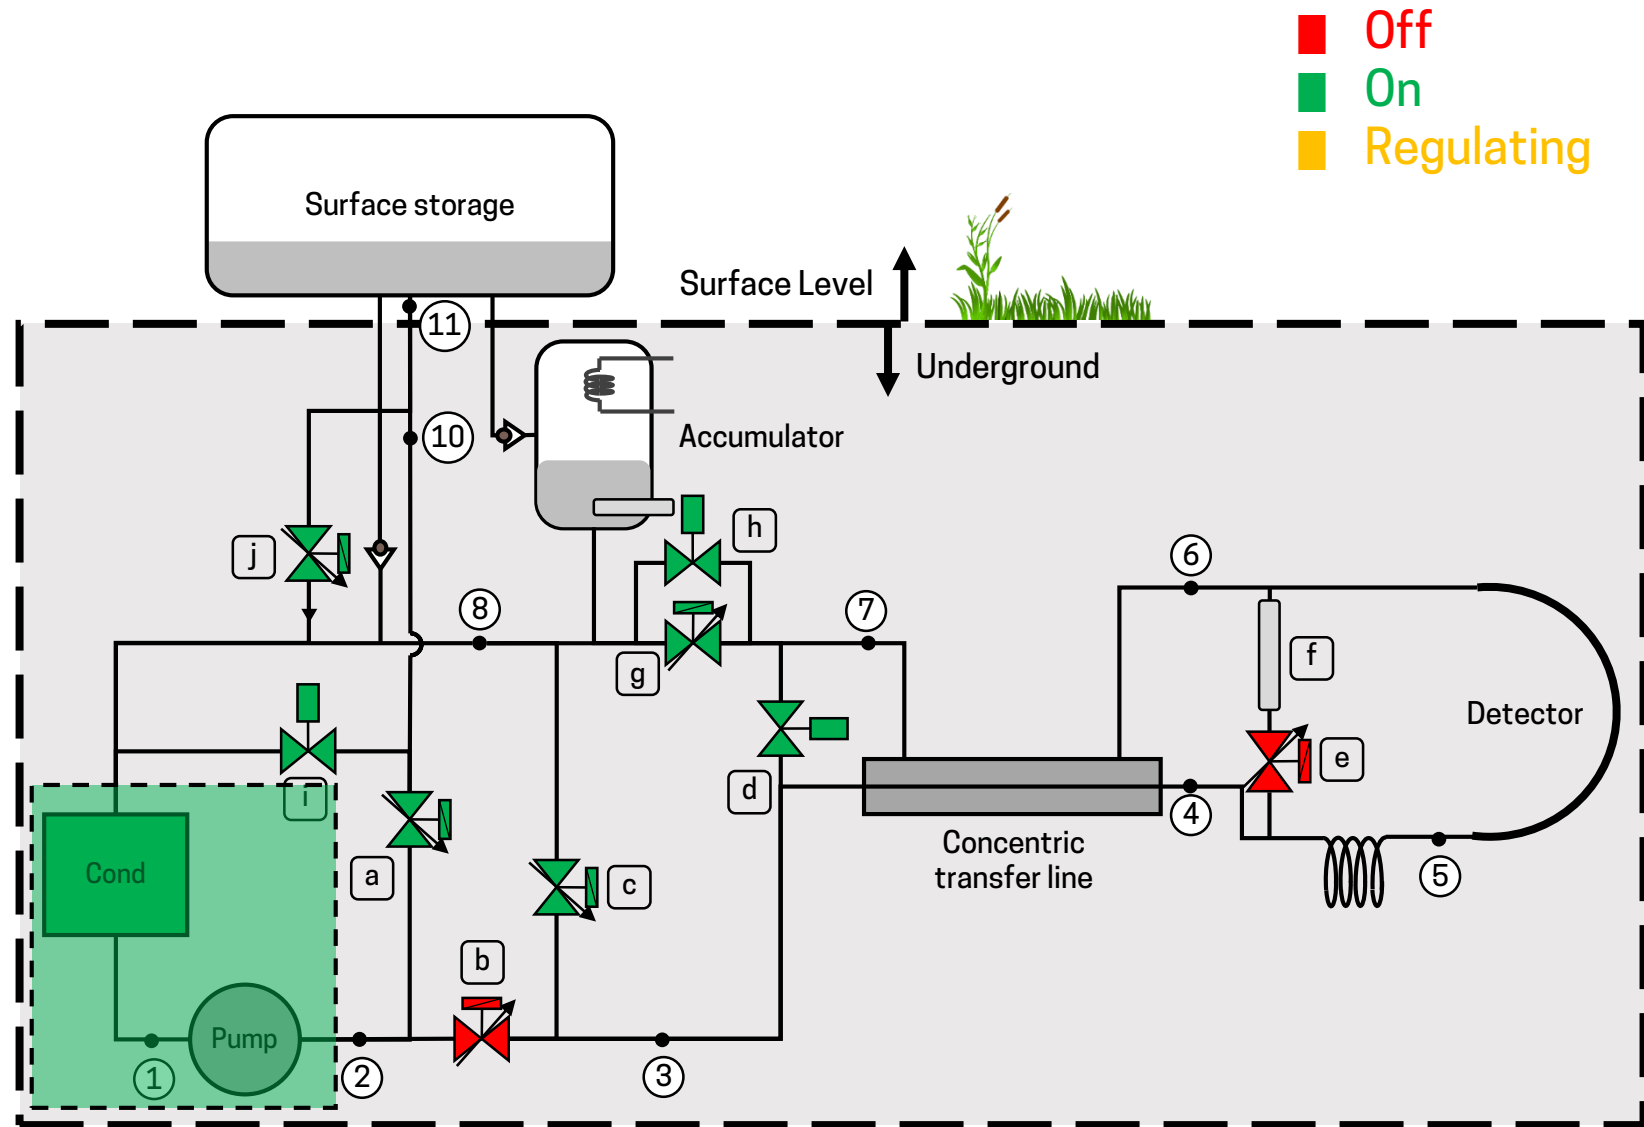 Off
On
Regulating
Surface storage
Surface Level
11
Underground
10
Accumulator
h
j
6
8
7
f
g
Detector
e
d
i
4
Concentric
transfer line
Cond
a
c
5
b
Pump
1
2
3